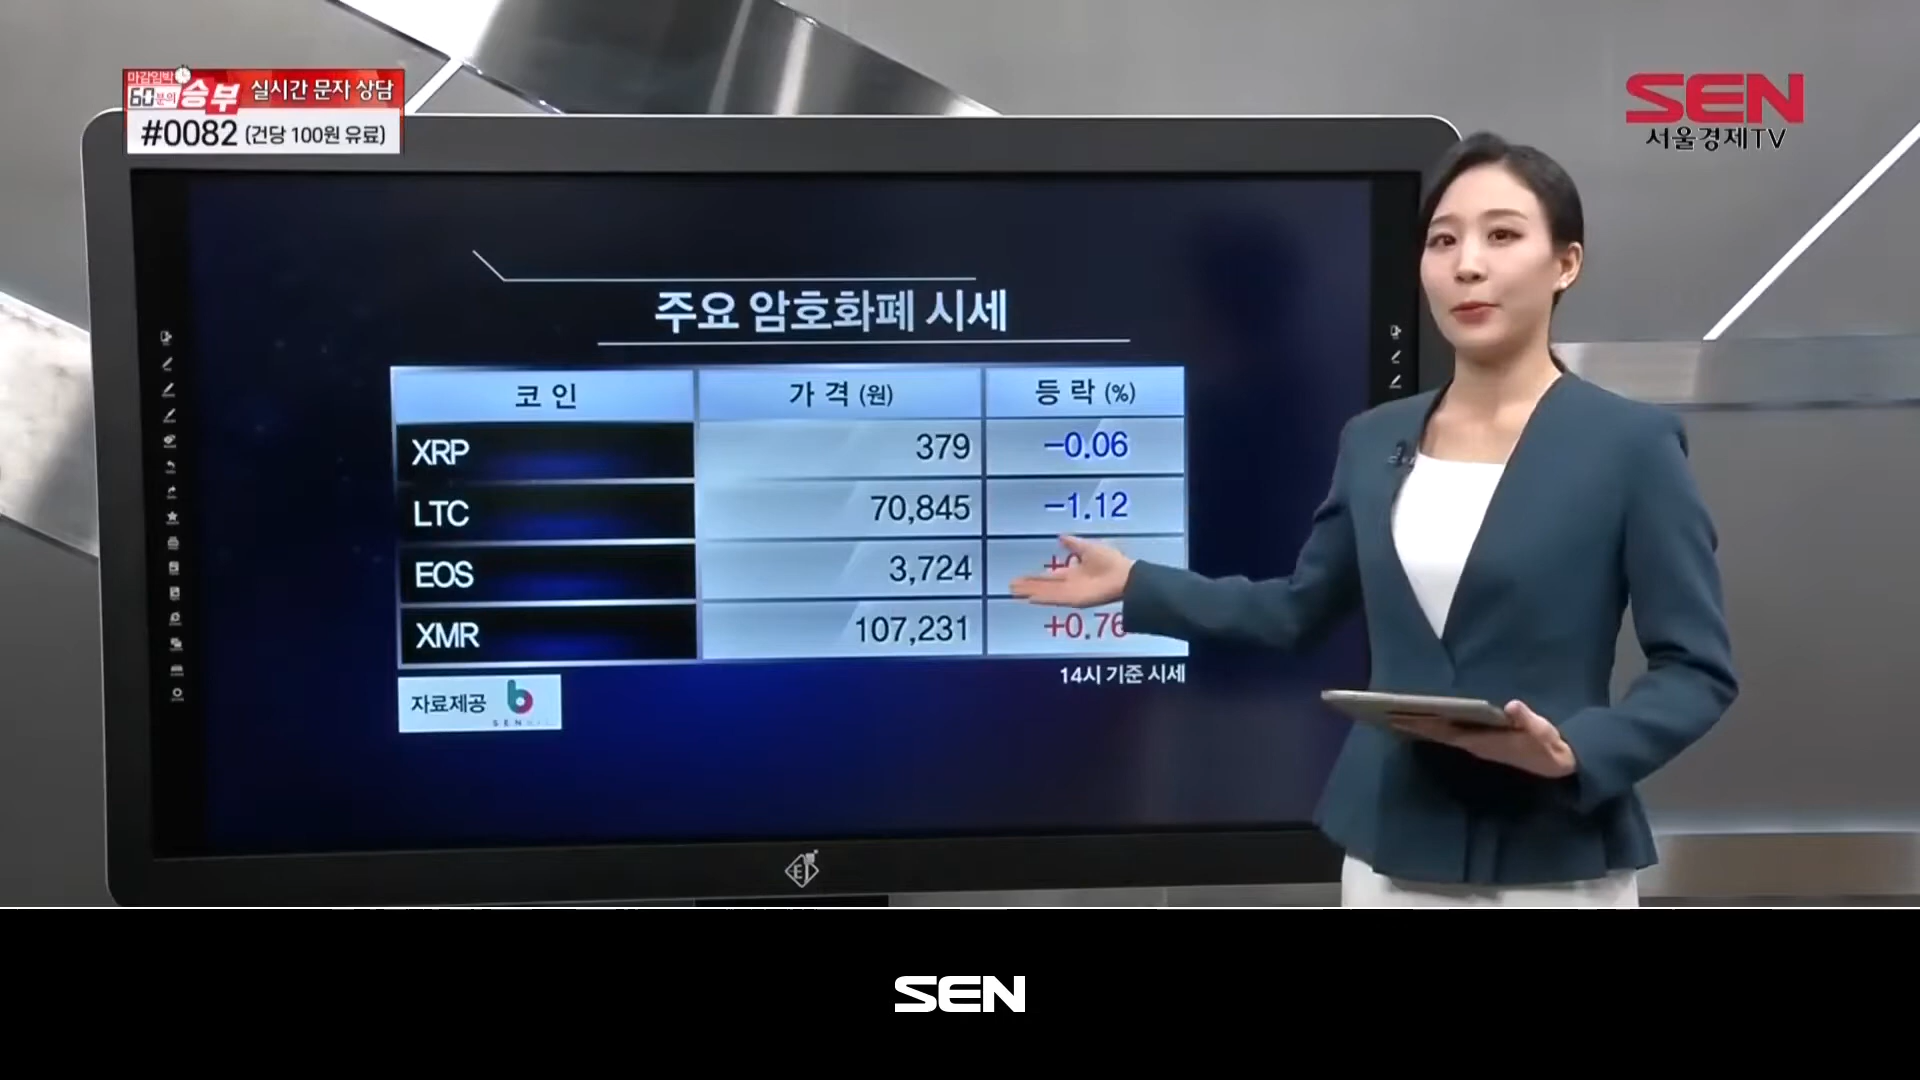 마감임박
60분의 승부 실시간 문자 상담
#0082 (건당 100원 유료)
SEN
서울경제TV
주요 암호화폐 시세
코인 가격(원) 등락(%)
XRP 379 -0.06
LTC 70,845 -1.12
EOS 3,724
XMR 107,231 +0.76
14시 기준 시세
자료제공
SEN